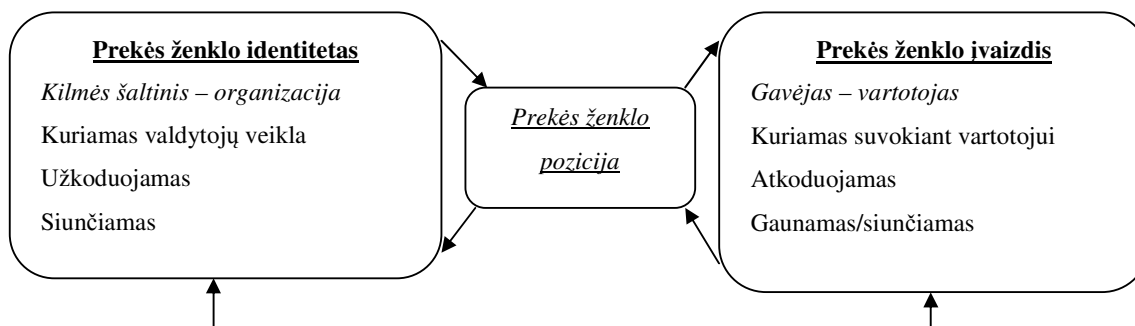 Prekės ženklo identitetas
Kilmės šaltinis – organizacija
Kuriamas valdytojų veikla
Užkoduojamas
Siunčiamas
Prekės ženklo
pozicija
Prekės ženklo įvaizdis
Gavėjas – vartotojas
Kuriamas suvokiant vartotojui
Atkoduojamas
Gaunamas/siunčiamas